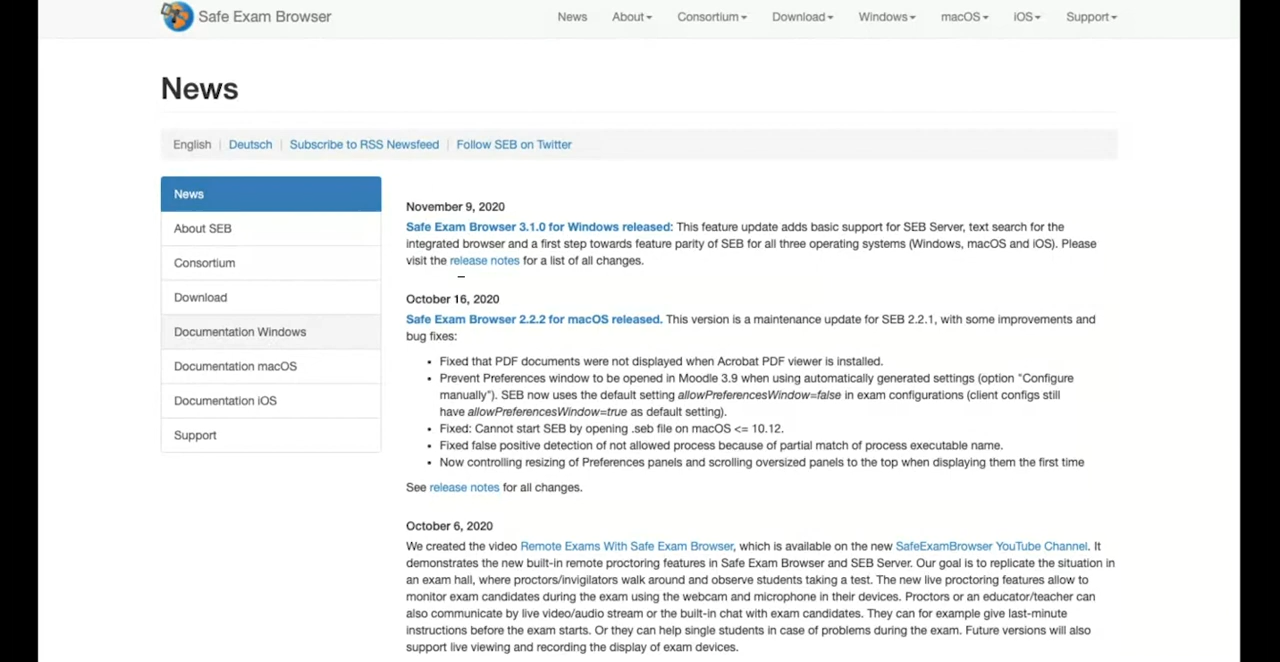 Safe Exam Browser
News About Consortium Download Windows macOS iOS Support
News
English | Deutsch | Subscribe to RSS Newsfeed | Follow SEB on Twitter
News
About SEB
Consortium
Download
Documentation Windows
Documentation macOS
Documentation iOS
Support
November 9, 2020
Safe Exam Browser 3.1.0 for Windows released: This feature update adds basic support for SEB Server, text search for the
integrated browser and a first step towards feature parity of SEB for all three operating systems (Windows, macOS and iOS). Please
visit the release notes for a list of all changes.
October 16, 2020
Safe Exam Browser 2.2.2 for macOS released. This version is a maintenance update for SEB 2.2.1, with some improvements and
bug fixes:
• Fixed that PDF documents were not displayed when Acrobat PDF viewer is installed.
• Prevent Preferences window to be opened in Moodle 3.9 when using automatically generated settings (option "Configure
manually"). SEB now uses the default setting allowPreferencesWindow=false in exam configurations (client configs still
have allowPreferencesWindow=true as default setting).
• Fixed: Cannot start SEB by opening .seb file on macOS <= 10.12.
• Fixed false positive detection of not allowed process because of partial match of process executable name.
• Now controlling resizing of Preferences panels and scrolling oversized panels to the top when displaying them the first time
See release notes for all changes.
October 6, 2020
We created the video Remote Exams With Safe Exam Browser, which is available on the new SafeExamBrowser YouTube Channel. It
demonstrates the new built-in remote proctoring features in Safe Exam Browser and SEB Server. Our goal is to replicate the situation in
an exam hall, where proctors/invigilators walk around and observe students taking a test. The new live proctoring features allow to
monitor exam candidates during the exam using the webcam and microphone in their devices. Proctors or an educator/teacher can
also communicate by live video/audio stream or the built-in chat with exam candidates. They can for example give last-minute
instructions before the exam starts. Or they can help single students in case of problems during the exam. Future versions will also
support live viewing and recording the display of exam devices.